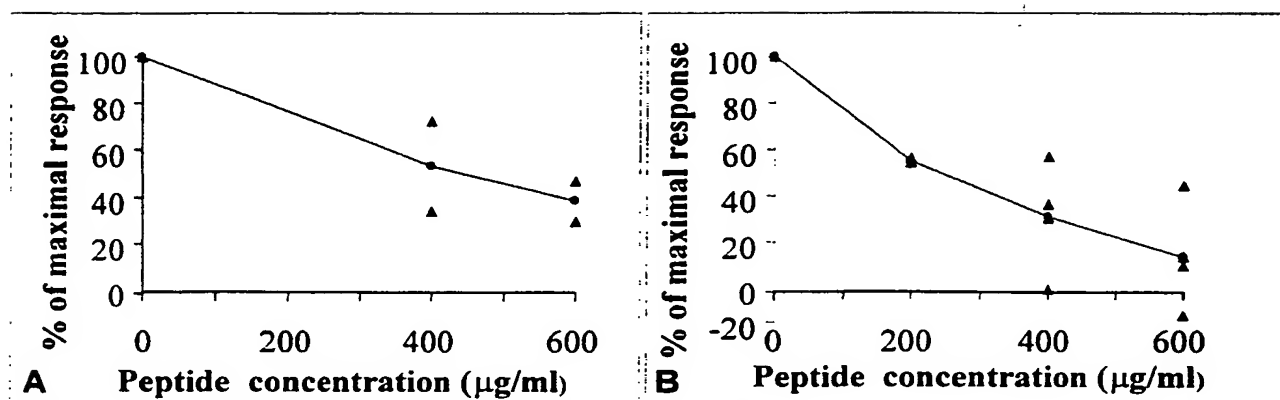 % of maximal response
100
80
60
40
20
0
0 200 400 600
A Peptide concentration (μg/ml)
% of maximal response
100
80
60
40
20
0
-20
0 200 400 600
B Peptide concentration (μg/ml)